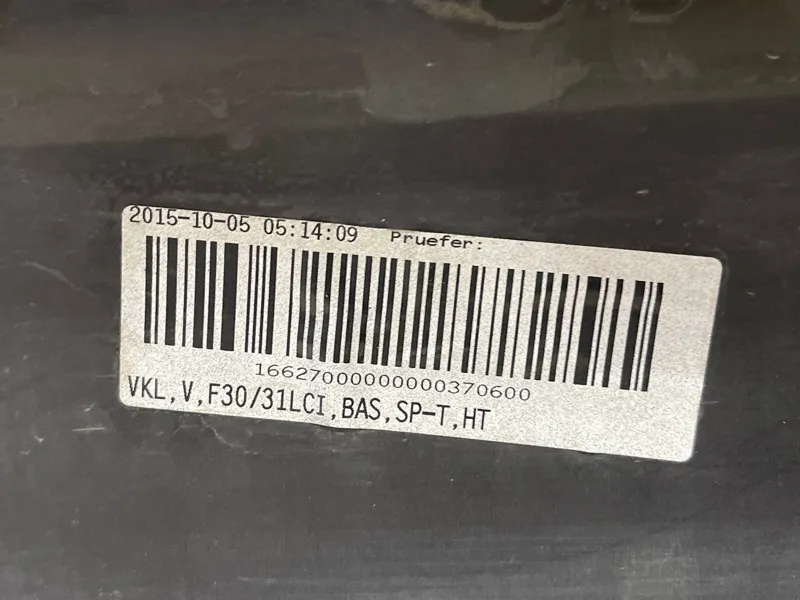 2015-10-05 05:14:09 Pruefer:
16627000000000370600
VKL,V,F30/31LCI,BAS,SP-T,HT